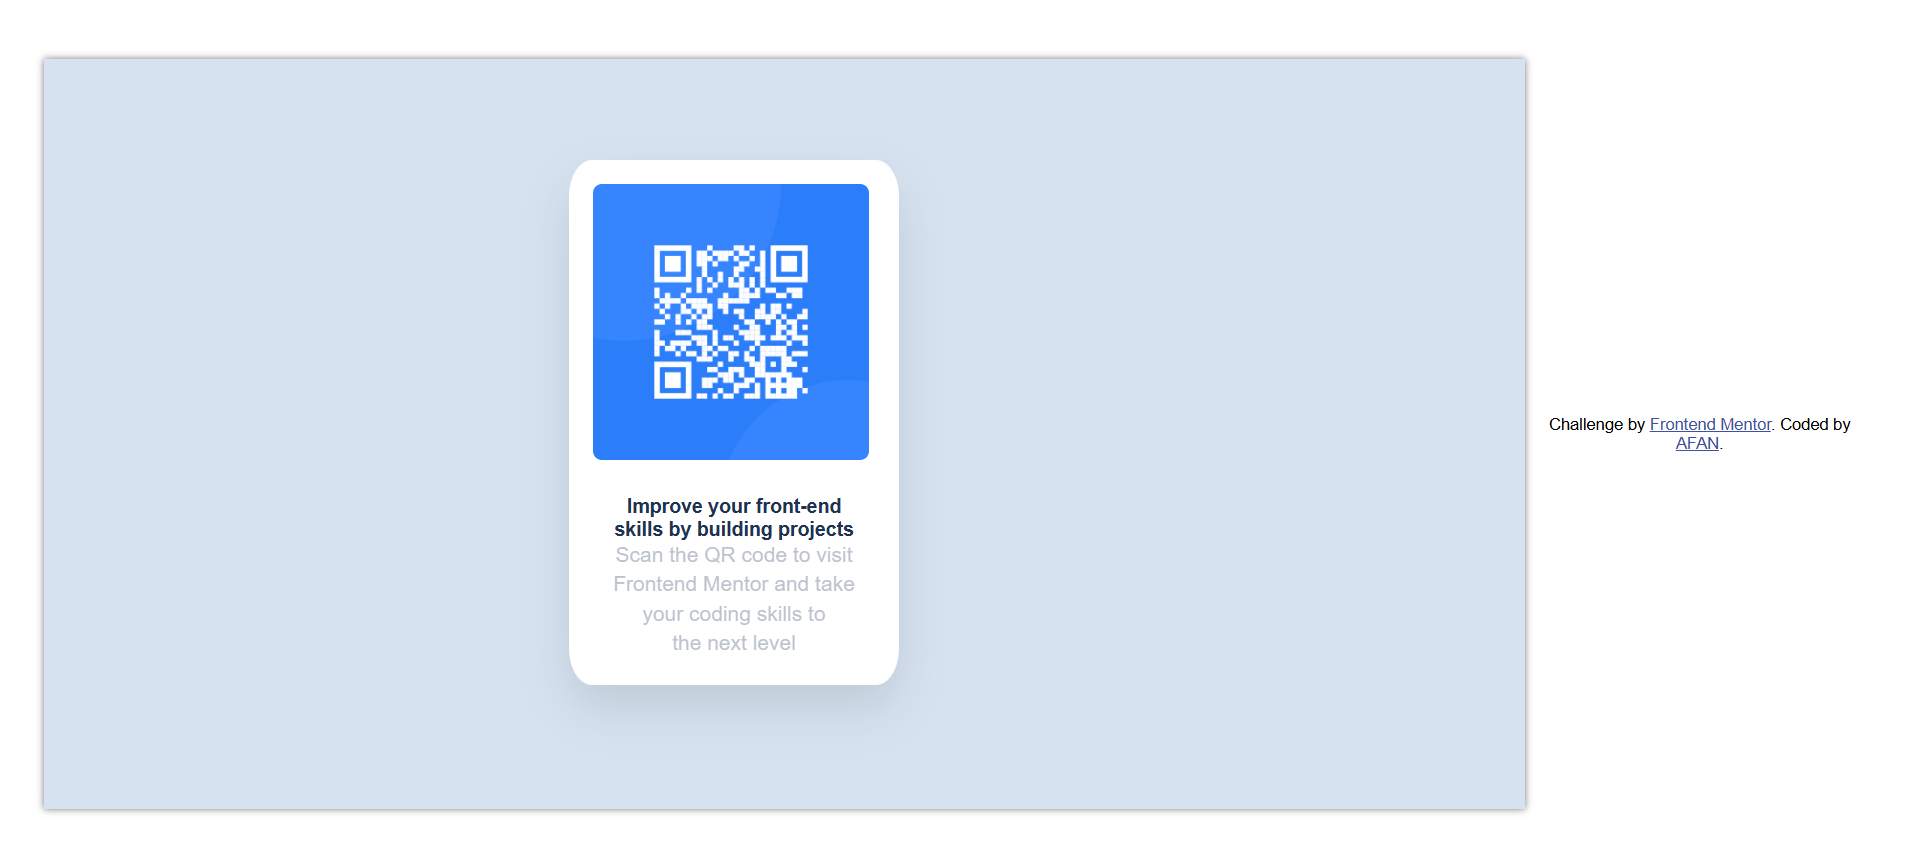 Improve your front-end
skills by building projects
Scan the QR code to visit
Frontend Mentor and take
your coding skills to
the next level
Challenge by Frontend Mentor. Coded by
AFAN.